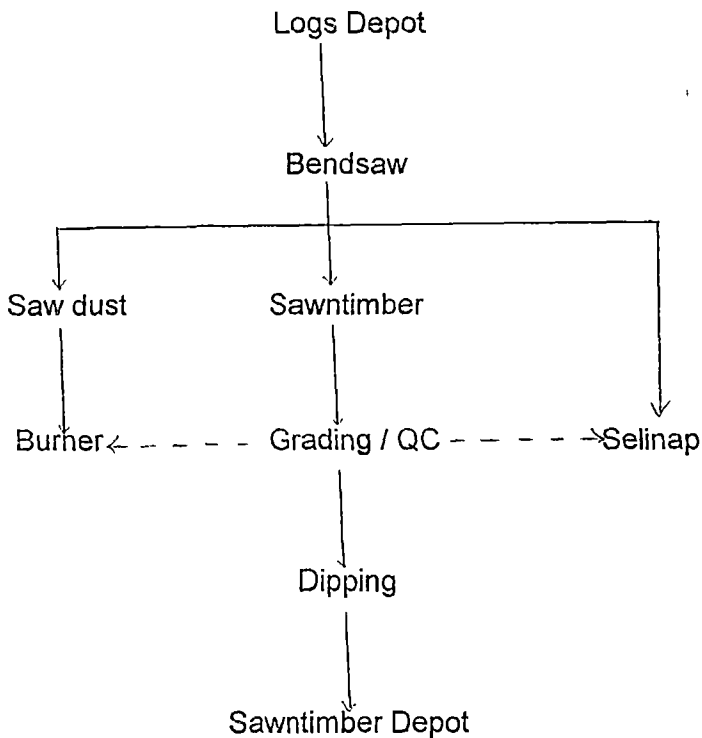 Logs Depot
Bendsaw
Saw dust Sawntimber
Burner Grading / QC Selinap
Dipping
Sawntimber Depot